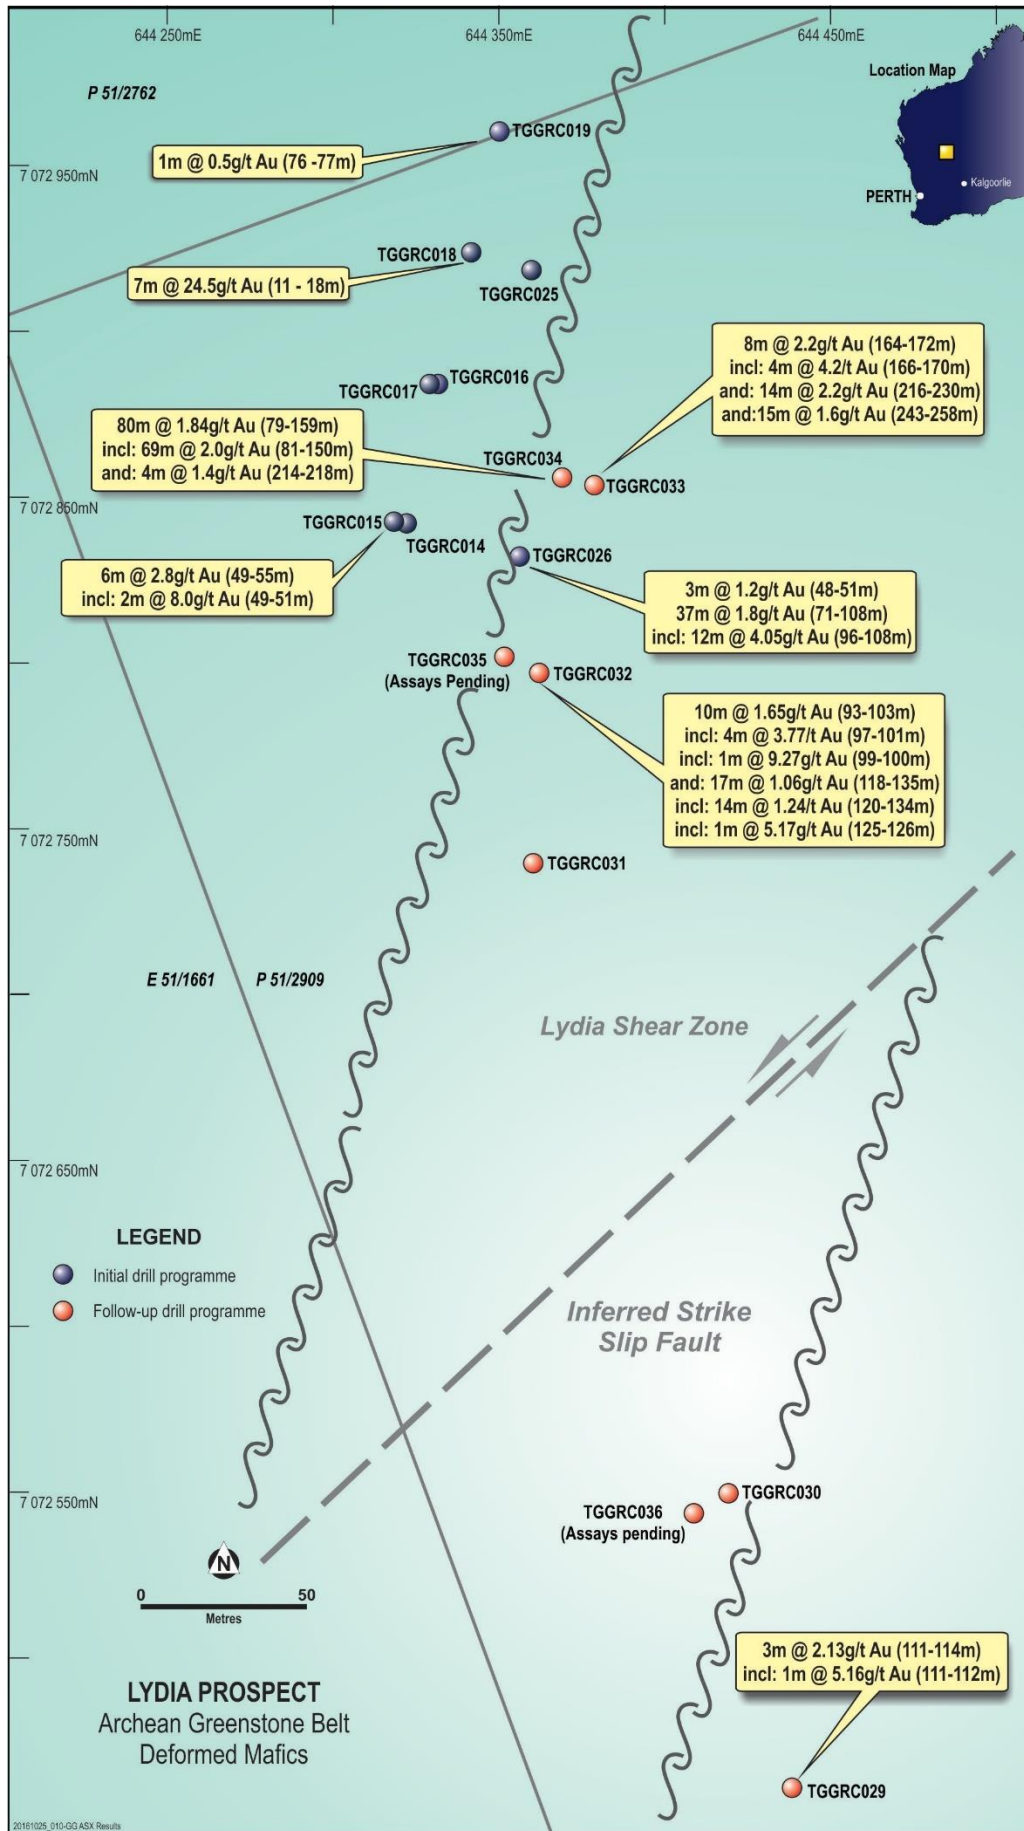 644 250mE
644 350mE
644 450mE
P 51/2762
Location Map
Kalgoorlie
PERTH
TGGRC019
1m @ 0.5g/t Au (76 -77m)
7 072 950mN
TGGRC018
7m @ 24.5g/t Au (11 - 18m)
TGGRC025
8m @ 2.2g/t Au (164-172m)
incl: 4m @ 4.2/t Au (166-170m)
and: 14m @ 2.2g/t Au (216-230m)
and:15m @ 1.6g/t Au (243-258m)
TGGRC016
TGGRC017
80m @ 1.84g/t Au (79-159m)
incl: 69m @ 2.0g/t Au (81-150m)
and: 4m @ 1.4g/t Au (214-218m)
TGGRC034
TGGRC033
7 072 850mN
TGGRC015
TGGRC014
TGGRC026
6m @ 2.8g/t Au (49-55m)
incl: 2m @ 8.0g/t Au (49-51m)
3m @ 1.2g/t Au (48-51m)
37m @ 1.8g/t Au (71-108m)
incl: 12m @ 4.05g/t Au (96-108m)
TGGRC035
(Assays Pending)
TGGRC032
10m @ 1.65g/t Au (93-103m)
incl: 4m @ 3.77/t Au (97-101m)
incl: 1m @ 9.27g/t Au (99-100m)
and: 17m @ 1.06g/t Au (118-135m)
incl: 14m @ 1.24/t Au (120-134m)
incl: 1m @ 5.17g/t Au (125-126m)
7 072 750mN
TGGRC031
E 51/1661
P 51/2909
Lydia Shear Zone
7 072 650mN
LEGEND
Initial drill programme
Follow-up drill programme
Inferred Strike
Slip Fault
7 072 550mN
TGGRC030
TGGRC036
(Assays pending)
N
0
50
Metres
3m @ 2.13g/t Au (111-114m)
incl: 1m @ 5.16g/t Au (111-112m)
LYDIA PROSPECT
Archean Greenstone Belt
Deformed Mafics
TGGRC029
20161025_010-GG ASX Results